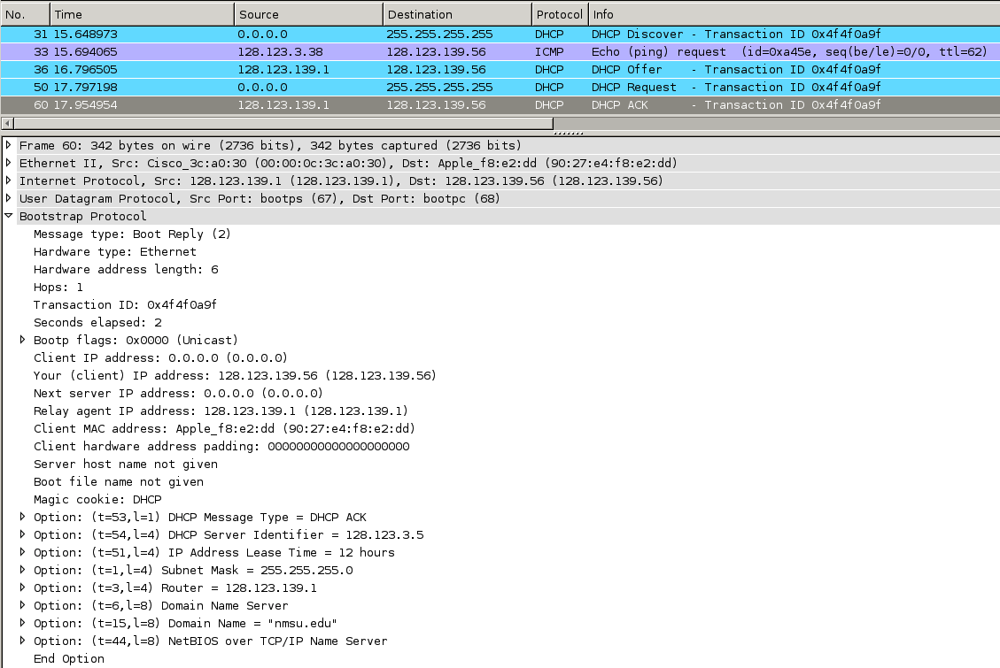 No. Time Source Destination Protocol Info
31 15.648973 0.0.0.0 255.255.255.255 DHCP DHCP Discover - Transaction ID 0x4f4f0a9f
33 15.694065 128.123.3.38 128.123.139.56 ICMP Echo (ping) request (id=0xa45e, seq(be/le)=0/0, ttl=62)
36 16.796505 128.123.139.1 128.123.139.56 DHCP DHCP Offer - Transaction ID 0x4f4f0a9f
50 17.797198 0.0.0.0 255.255.255.255 DHCP DHCP Request - Transaction ID 0x4f4f0a9f
60 17.954954 128.123.139.1 128.123.139.56 DHCP DHCP ACK - Transaction ID 0x4f4f0a9f
Frame 60: 342 bytes on wire (2736 bits), 342 bytes captured (2736 bits)
Ethernet II, Src: Cisco_3c:a0:30 (00:00:0c:3c:a0:30), Dst: Apple_f8:e2:dd (90:27:e4:f8:e2:dd)
Internet Protocol, Src: 128.123.139.1 (128.123.139.1), Dst: 128.123.139.56 (128.123.139.56)
User Datagram Protocol, Src Port: bootps (67), Dst Port: bootpc (68)
Bootstrap Protocol
Message type: Boot Reply (2)
Hardware type: Ethernet
Hardware address length: 6
Hops: 1
Transaction ID: 0x4f4f0a9f
Seconds elapsed: 2
Bootp flags: 0x0000 (Unicast)
Client IP address: 0.0.0.0 (0.0.0.0)
Your (client) IP address: 128.123.139.56 (128.123.139.56)
Next server IP address: 0.0.0.0 (0.0.0.0)
Relay agent IP address: 128.123.139.1 (128.123.139.1)
Client MAC address: Apple_f8:e2:dd (90:27:e4:f8:e2:dd)
Client hardware address padding: 00000000000000000000
Server host name not given
Boot file name not given
Magic cookie: DHCP
Option: (t=53,l=1) DHCP Message Type = DHCP ACK
Option: (t=54,l=4) DHCP Server Identifier = 128.123.3.5
Option: (t=51,l=4) IP Address Lease Time = 12 hours
Option: (t=1,l=4) Subnet Mask = 255.255.255.0
Option: (t=3,l=4) Router = 128.123.139.1
Option: (t=6,l=8) Domain Name Server
Option: (t=15,l=8) Domain Name = "nmsu.edu"
Option: (t=44,l=8) NetBIOS over TCP/IP Name Server
End Option